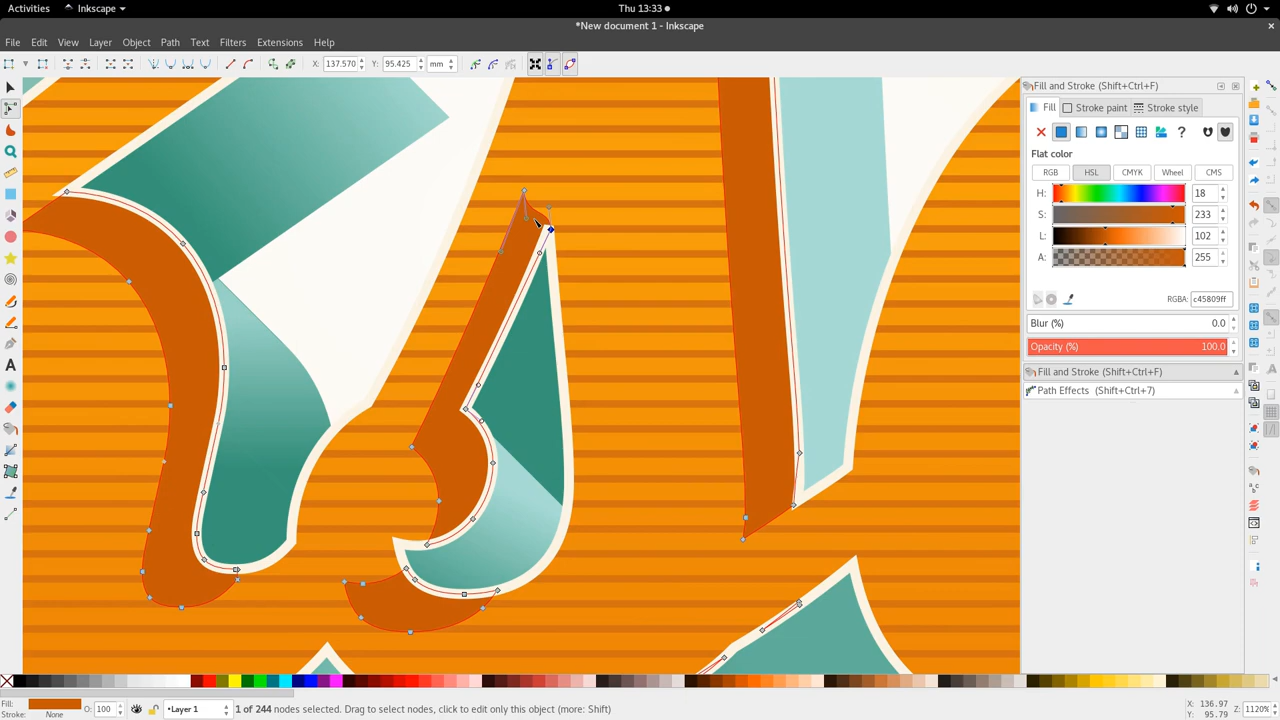 Activities Inkscape Thu 13:33
*New document 1 - Inkscape
File Edit View Layer Object Path Text Filters Extensions Help
X: 137.570 Y: 95.425 mm
Fill and Stroke (Shift+Ctrl+F)
Fill Stroke paint Stroke style
?
Flat color
RGB HSL CMYK Wheel CMS
H: 18
S: 233
L: 102
A: 255
RGBA: c45809ff
Blur (%) 0.0
Opacity (%) 100.0
Fill and Stroke (Shift+Ctrl+F)
Path Effects (Shift+Ctrl+7)
Fill: O: 100 •Layer 1 1 of 244 nodes selected. Drag to select nodes, click to edit only this object (more: Shift) X: 136.97 Z: 1120%
Stroke: None Y: 95.79